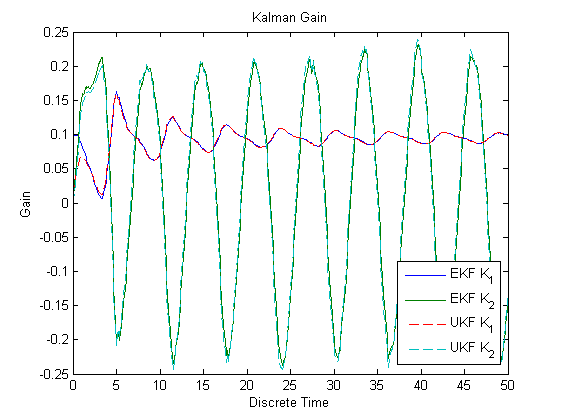 Kalman Gain
0.25
0.2
0.15
0.1
0.05
0
-0.05
-0.1
-0.15
-0.2
-0.25
Gain
EKF K1
EKF K2
UKF K1
UKF K2
0 5 10 15 20 25 30 35 40 45 50
Discrete Time